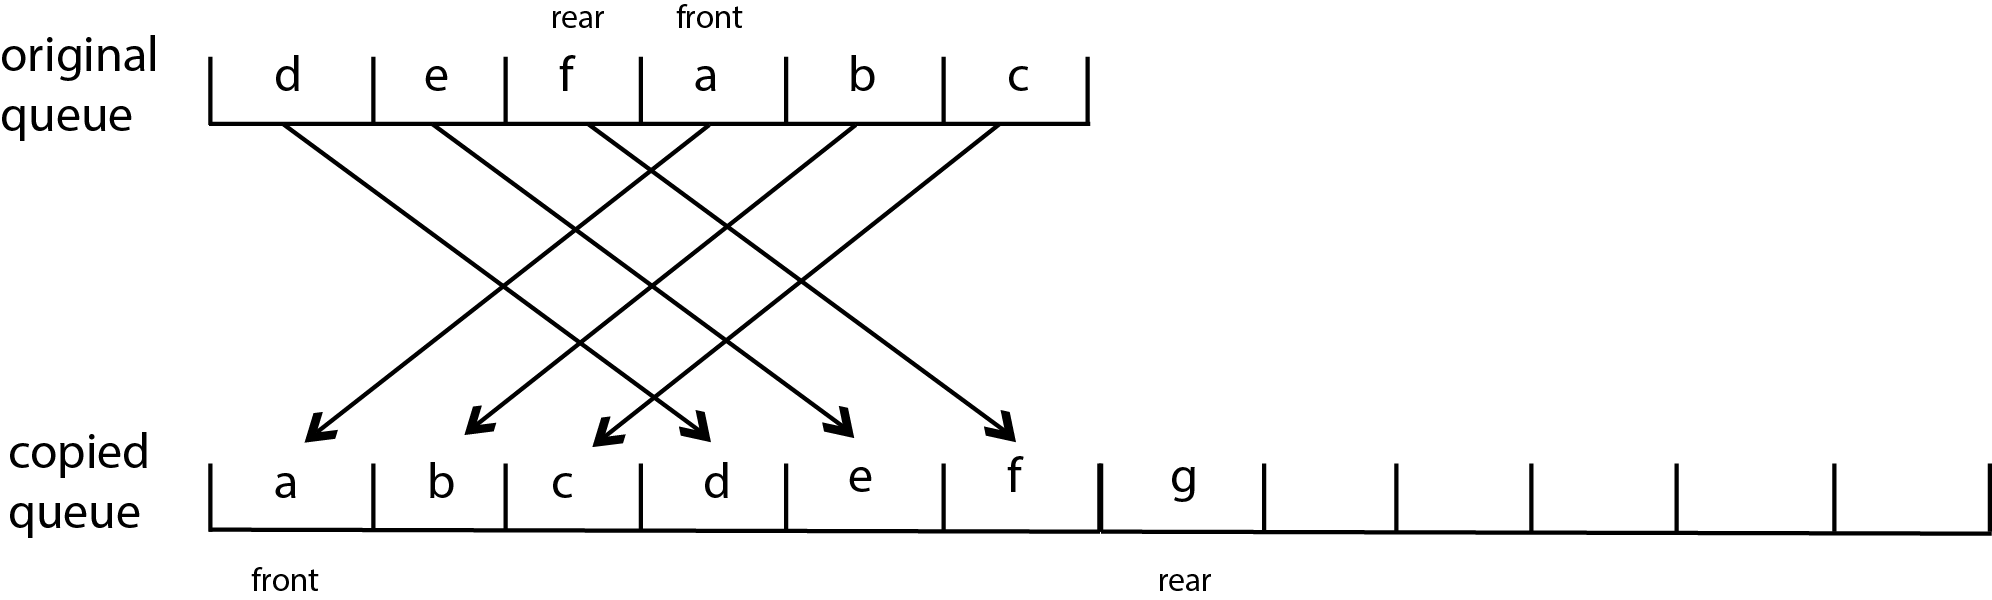 rear front
original
queue
d e f a b c
copied
queue
a b c d e f g
front rear